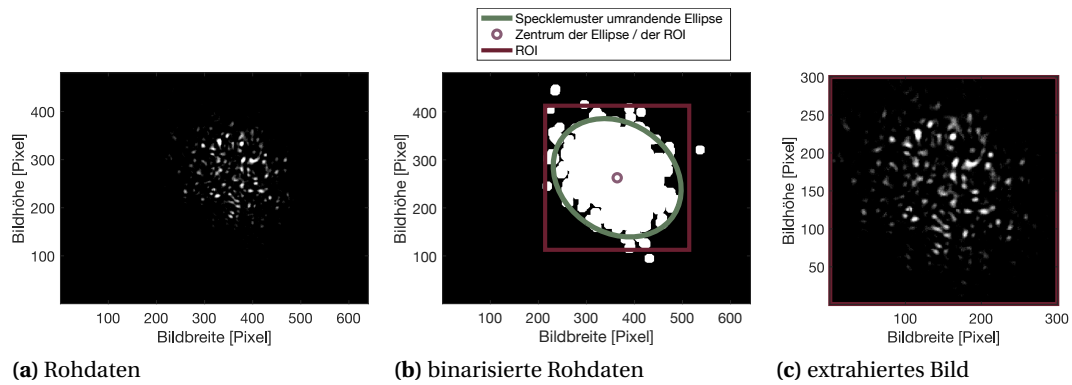 Specklemuster umrandende Ellipse
Zentrum der Ellipse / der ROI
ROI
400
300
200
100
Bildhöhe [Pixel]
100 200 300 400 500 600
Bildbreite [Pixel]
(a) Rohdaten
400
300
200
100
Bildhöhe [Pixel]
100 200 300 400 500 600
Bildbreite [Pixel]
(b) binarisierte Rohdaten
300
250
200
150
100
50
Bildhöhe [Pixel]
100 200 300
Bildbreite [Pixel]
(c) extrahiertes Bild